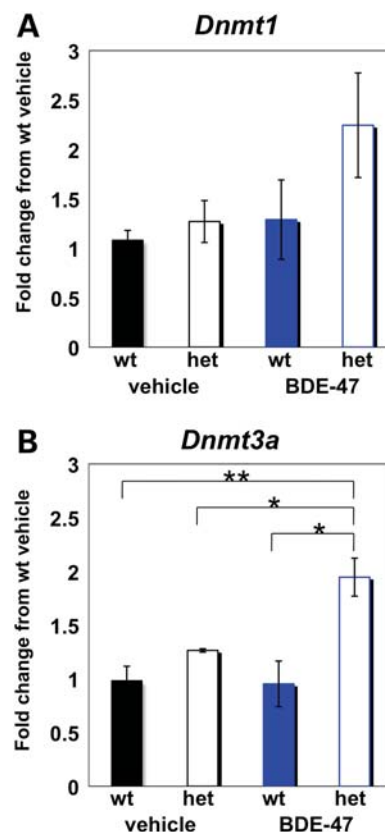 A
Dnmt1
Fold change from wt vehicle
3
2.5
2
1.5
1
0.5
0
wt het wt het
vehicle BDE-47
B
Dnmt3a
Fold change from wt vehicle
3
2.5
2
1.5
1
0.5
0
**
*
*
wt het wt het
vehicle BDE-47